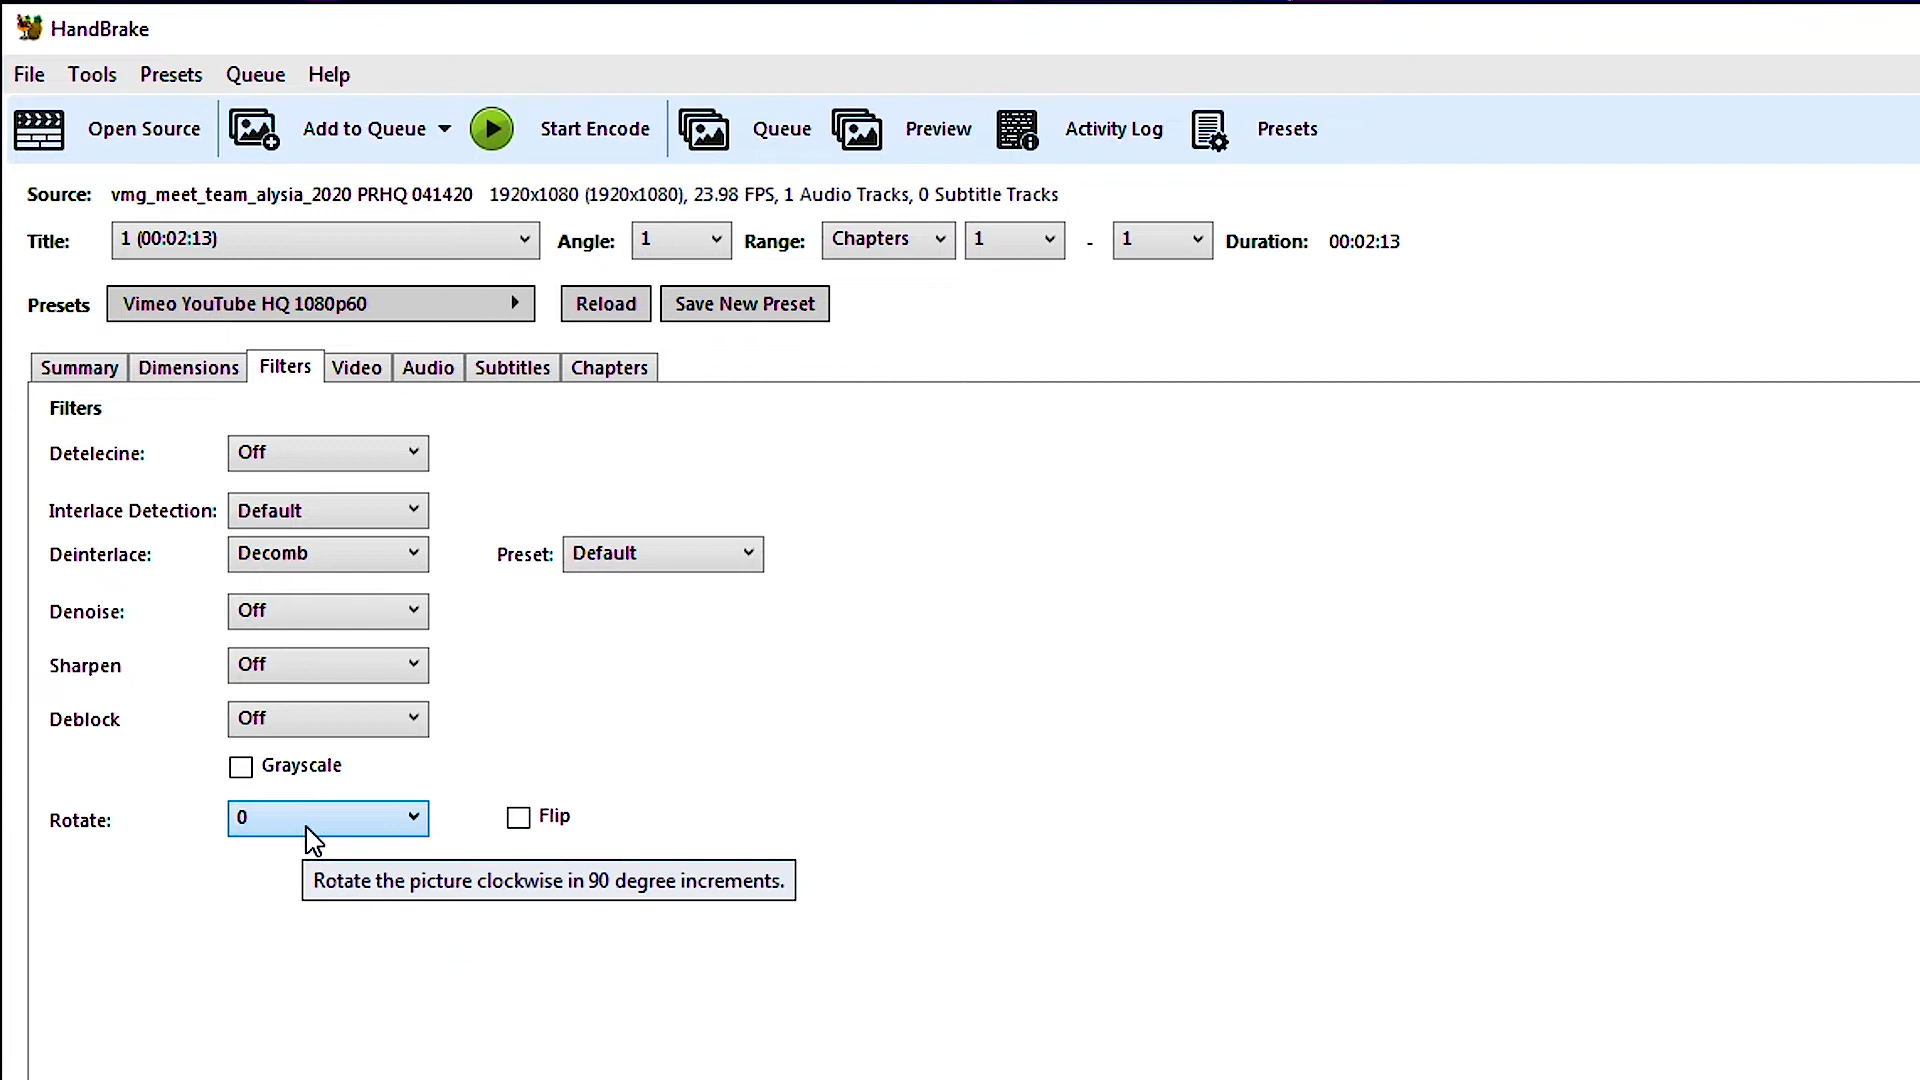 HandBrake
File Tools Presets Queue Help
Open Source Add to Queue Start Encode Queue Preview Activity Log Presets
Source: vmg_meet_team_alysia_2020 PRHQ 041420 1920x1080 (1920x1080), 23.98 FPS, 1 Audio Tracks, 0 Subtitle Tracks
Title: 1 (00:02:13) Angle: 1 Range: Chapters 1 - 1 Duration: 00:02:13
Presets Vimeo YouTube HQ 1080p60 Reload Save New Preset
Summary Dimensions Filters Video Audio Subtitles Chapters
Filters
Detelecine: Off
Interlace Detection: Default
Deinterlace: Decomb Preset: Default
Denoise: Off
Sharpen Off
Deblock Off
Grayscale
Rotate: 0 Flip
Rotate the picture clockwise in 90 degree increments.